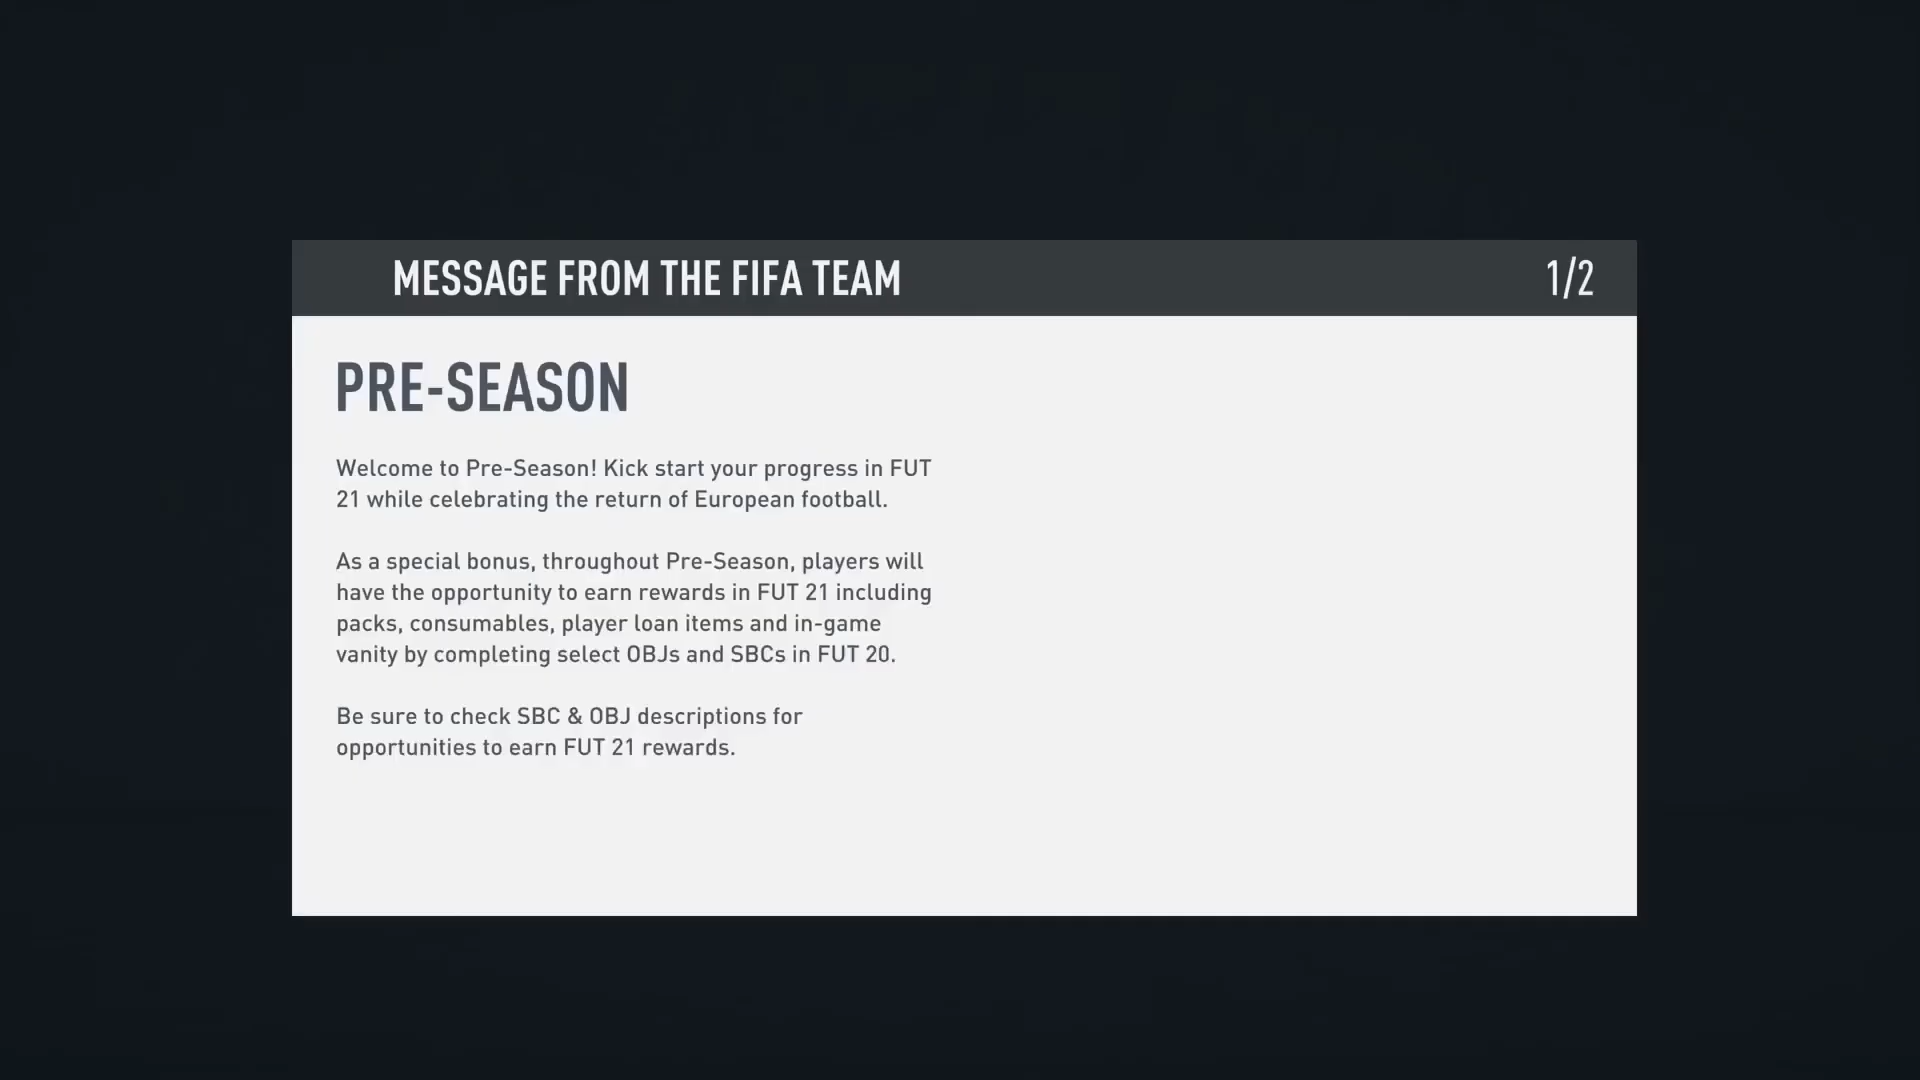 MESSAGE FROM THE FIFA TEAM
1/2
PRE-SEASON
Welcome to Pre-Season! Kick start your progress in FUT
21 while celebrating the return of European football.
As a special bonus, throughout Pre-Season, players will
have the opportunity to earn rewards in FUT 21 including
packs, consumables, player loan items and in-game
vanity by completing select OBJs and SBCs in FUT 20.
Be sure to check SBC & OBJ descriptions for
opportunities to earn FUT 21 rewards.